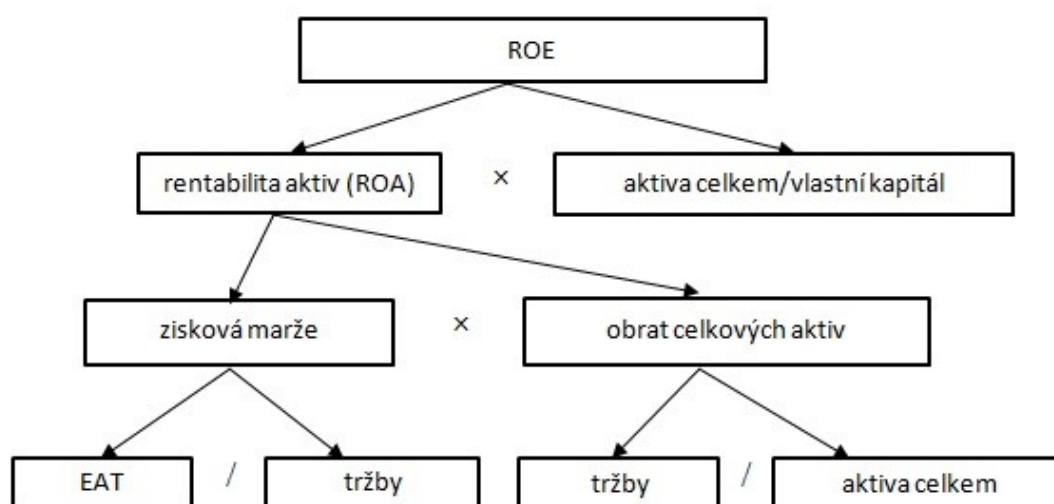 ROE
rentabilita aktiv (ROA) × aktiva celkem/vlastní kapitál
zisková marže × obrat celkových aktiv
EAT / tržby tržby / aktiva celkem